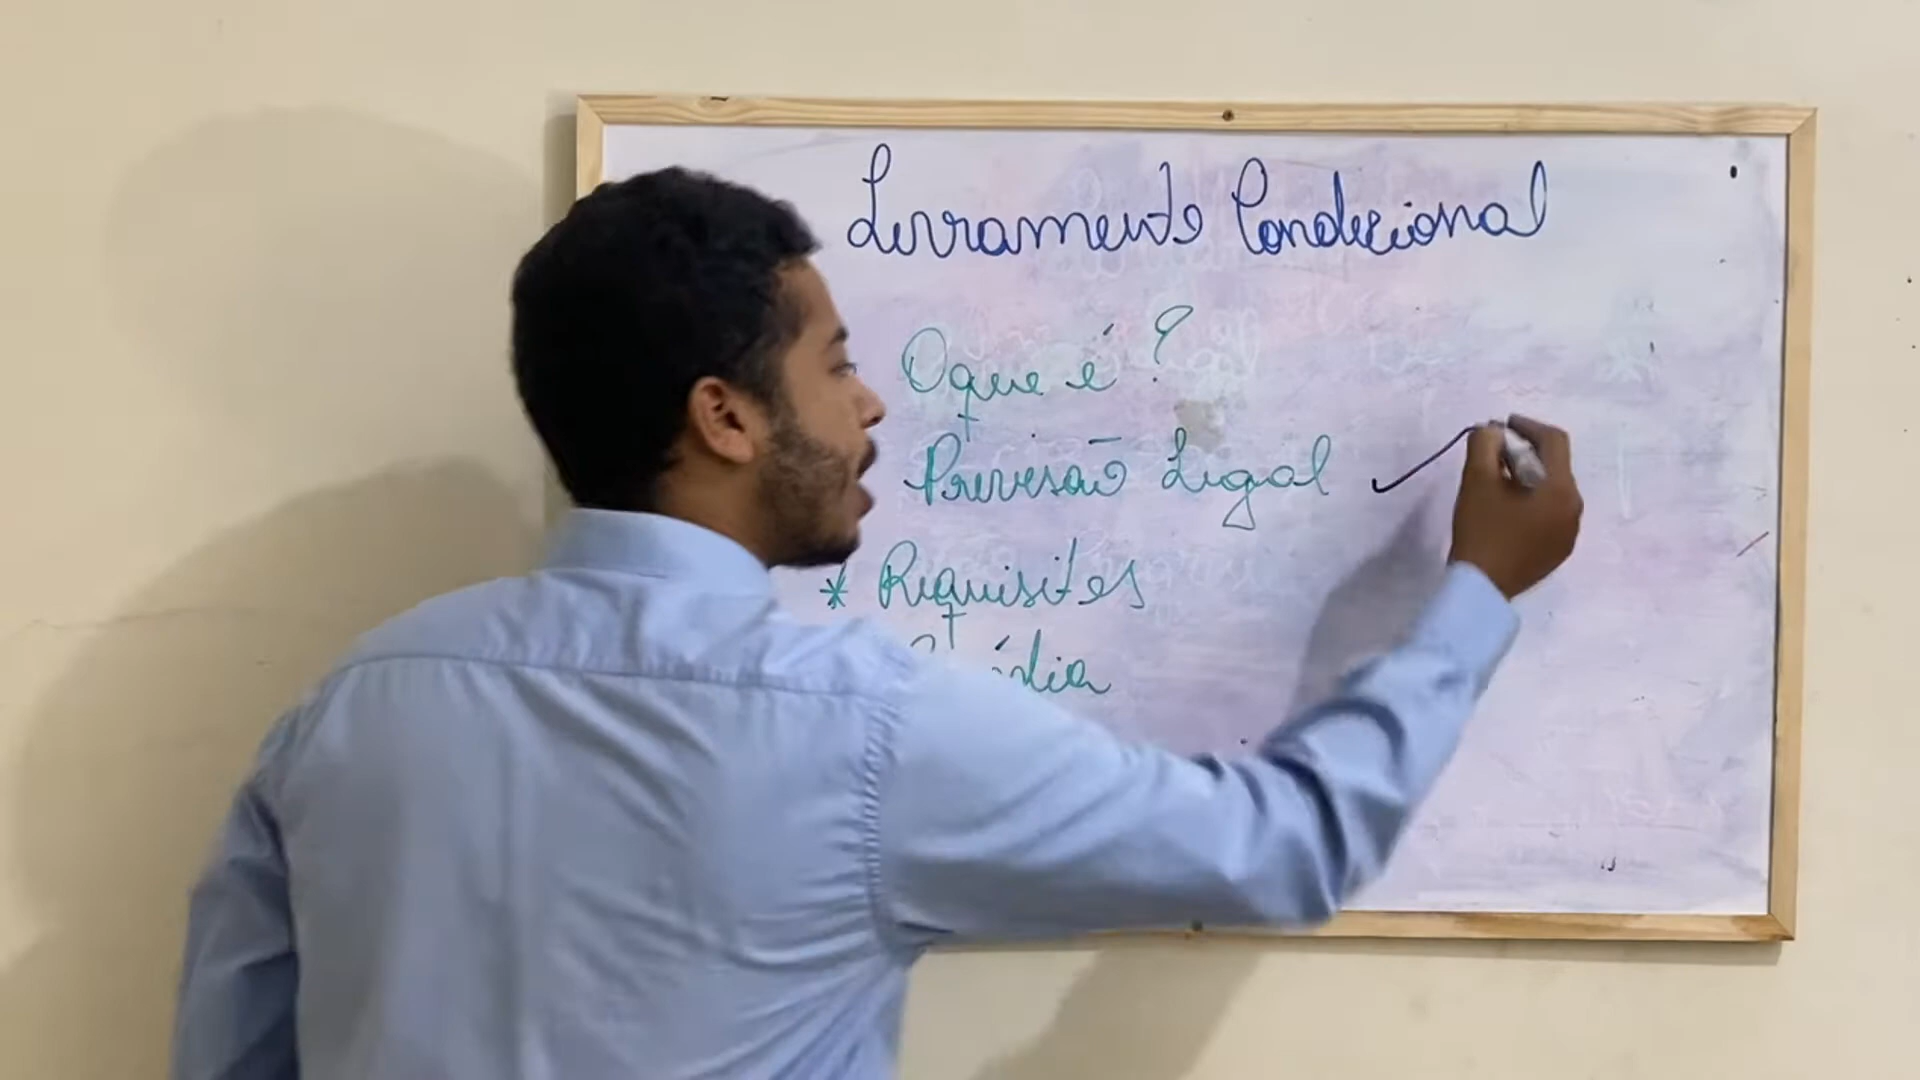 Livramento Condicional
O que é?
+
Previsão Legal ✓
* Requisitos
+